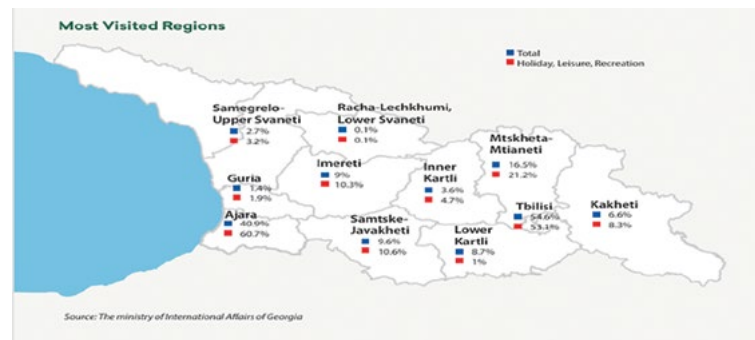 Most Visited Regions
Total
Holiday, Leisure, Recreation
Samegrelo-
Upper Svaneti
2.7%
3.2%
Racha-Lechkhumi,
Lower Svaneti
0.1%
0.1%
Mtskheta-
Mtianeti
16.5%
21.2%
Imereti
9%
10.3%
Inner
Kartli
3.6%
4.7%
Guria
1.4%
1.9%
Tbilisi
54.6%
53.1%
Kakheti
6.6%
8.3%
Ajara
40.9%
60.7%
Samtske-
Javakheti
9.6%
10.6%
Lower
Kartli
8.7%
1%
Source: The ministry of International Affairs of Georgia